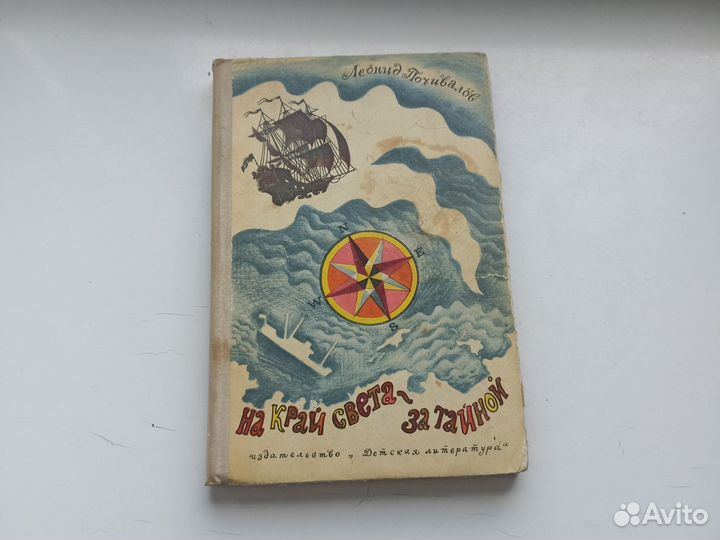 Леонид Почивалов
N
E
W
S
НА КРАЙ СВЕТА - ЗА ТАЙНОЙ
издательство „Детская литература"
Avito